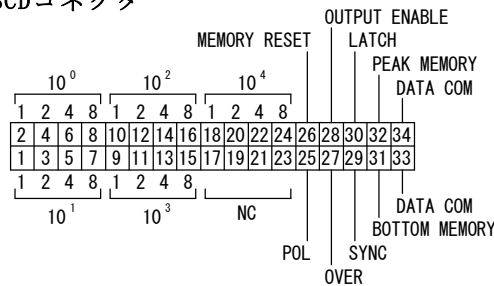 BCDコネクタ
OUTPUT ENABLE
MEMORY RESET LATCH
PEAK MEMORY
10⁰ 10² 10⁴ DATA COM
1 2 4 8 1 2 4 8 1 2 4 8
2 4 6 8 10 12 14 16 18 20 22 24 26 28 30 32 34
1 3 5 7 9 11 13 15 17 19 21 23 25 27 29 31 33
1 2 4 8 1 2 4 8
10¹ 10³ NC DATA COM
BOTTOM MEMORY
POL SYNC
OVER